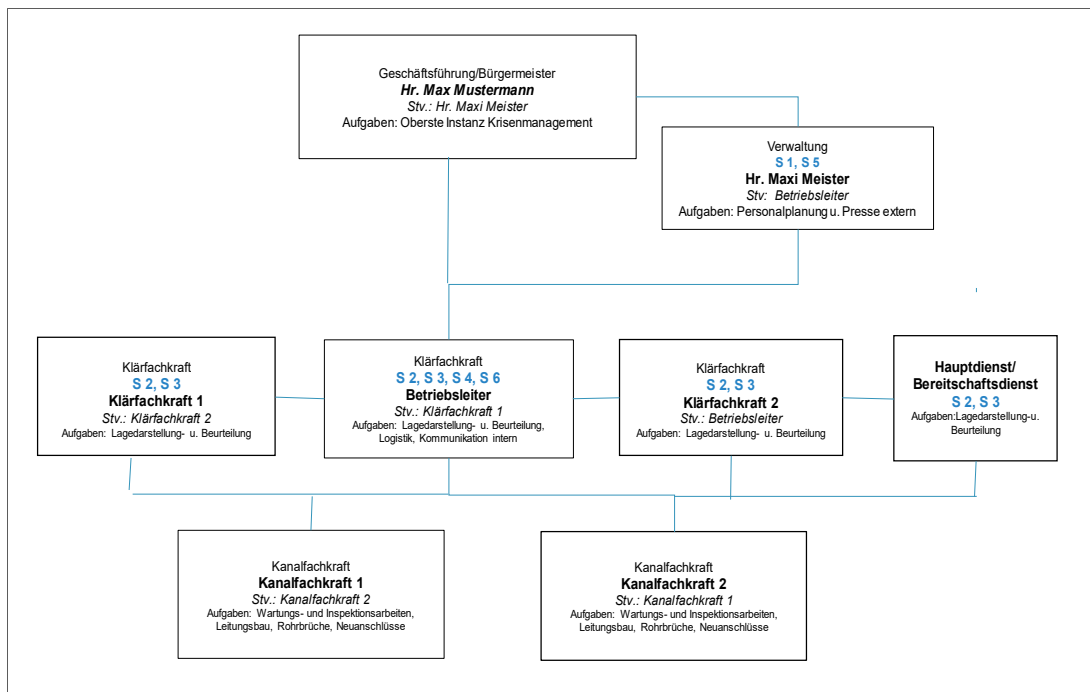 Geschäftsführung/Bürgermeister
Hr. Max Mustermann
Stv.: Hr. Maxi Meister
Aufgaben: Oberste Instanz Krisenmanagement
Verwaltung
S 1, S 5
Hr. Maxi Meister
Stv: Betriebsleiter
Aufgaben: Personalplanung u. Presse extern
Klärfachkraft
S 2, S 3
Klärfachkraft 1
Stv.: Klärfachkraft 2
Aufgaben: Lagedarstellung- u. Beurteilung
Klärfachkraft
S 2, S 3, S 4, S 6
Betriebsleiter
Stv.: Klärfachkraft 1
Aufgaben: Lagedarstellung- u. Beurteilung,
Logistik, Kommunikation intern
Klärfachkraft
S 2, S 3
Klärfachkraft 2
Stv.: Betriebsleiter
Aufgaben: Lagedarstellung- u. Beurteilung
Hauptdienst/
Bereitschaftsdienst
S 2, S 3
Aufgaben:Lagedarstellung-u.
Beurteilung
Kanalfachkraft
Kanalfachkraft 1
Stv.: Kanalfachkraft 2
Aufgaben: Wartungs- und Inspektionsarbeiten,
Leitungsbau, Rohrbrüche, Neuanschlüsse
Kanalfachkraft
Kanalfachkraft 2
Stv.: Kanalfachkraft 1
Aufgaben: Wartungs- und Inspektionsarbeiten,
Leitungsbau, Rohrbrüche, Neuanschlüsse